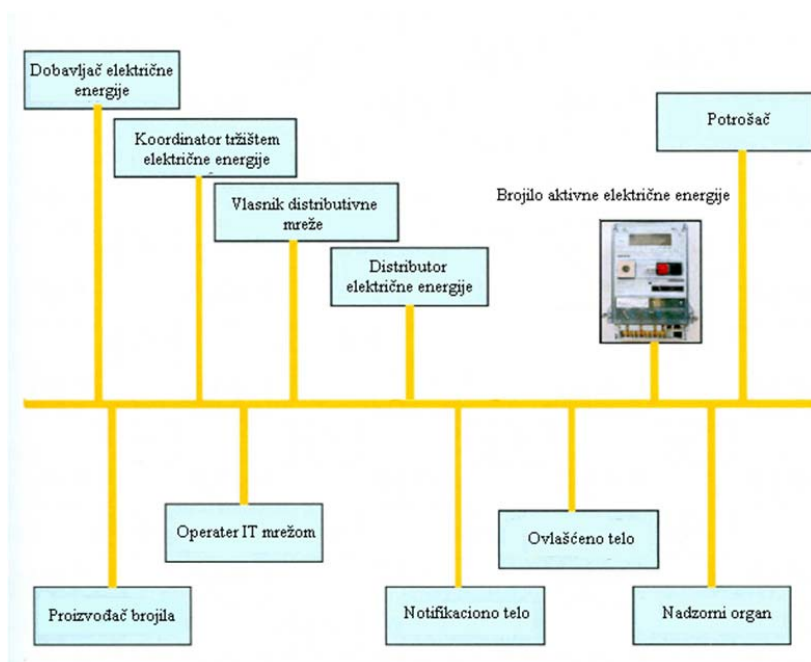 Dobavljač električne
energije
Koordinator tržištem
električne energije
Vlasnik distributivne
mreže
Distributor
električne energije
Brojilo aktivne električne energije
Potrošač
Operater IT mrežom
Ovlašćeno telo
Proizvođač brojila
Notifikaciono telo
Nadzorni organ